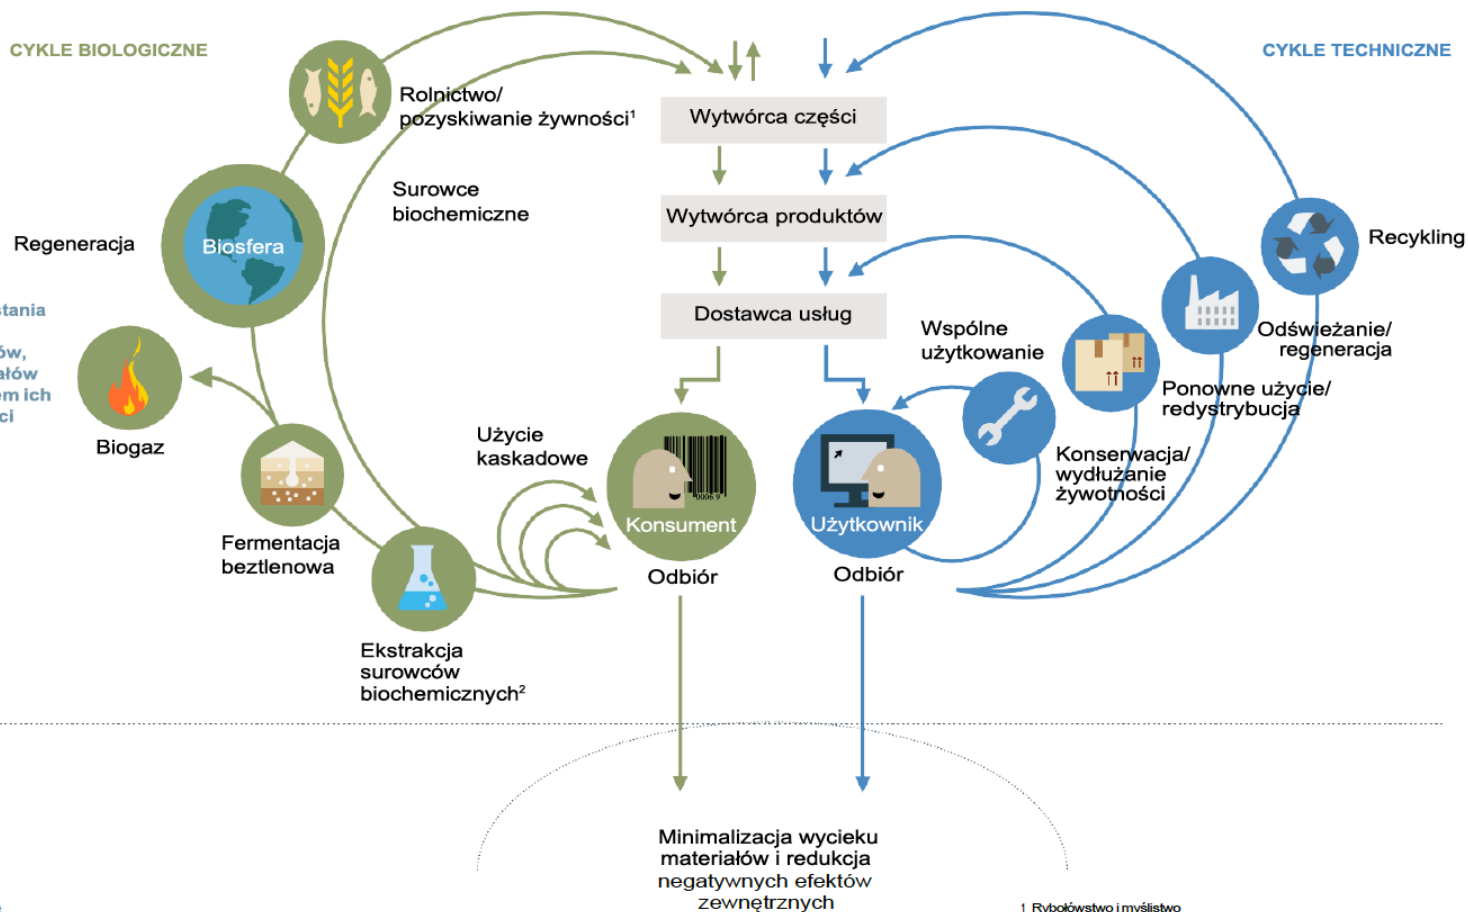 CYKLE BIOLOGICZNE
CYKLE TECHNICZNE
Rolnictwo/
pozyskiwanie żywności¹
Wytwórca części
Surowce
biochemiczne
Wytwórca produktów
Regeneracja
Biosfera
Recykling
Dostawca usług
Wspólne
użytkowanie
Odświeżanie/
regeneracja
Ponowne użycie/
redystrybucja
Biogaz
Użycie
kaskadowe
Konserwacja/
wydłużanie
żywotności
0006 9
Konsument
Użytkownik
Fermentacja
beztlenowa
Odbiór
Odbiór
Ekstrakcja
surowców
biochemicznych²
Minimalizacja wycieku
materiałów i redukcja
negatywnych efektów
zewnętrznych
1 Rybołówstwo i myślistwo